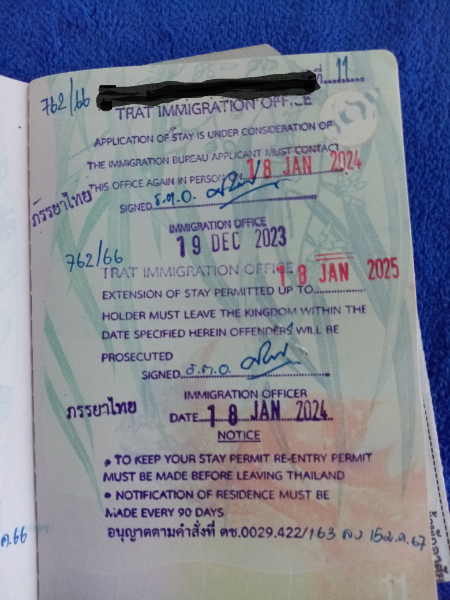 762/66 ที่ 11
TRAT IMMIGRATION OFFICE
APPLICATION OF STAY IS UNDER CONSIDERATION OF
THE IMMIGRATION BUREAU APPLICANT MUST CONTACT
THIS OFFICE AGAIN IN PERSON 18 JAN 2024
ภรรยาไทย
SIGNED ร.ต.อ.
IMMIGRATION OFFICE
19 DEC 2023
762/66
TRAT IMMIGRATION OFFICE
EXTENSION OF STAY PERMITTED UP TO 18 JAN 2025
HOLDER MUST LEAVE THE KINGDOM WITHIN THE
DATE SPECIFIED HEREIN OFFENDERS WILL BE
PROSECUTED
SIGNED ร.ต.อ.
IMMIGRATION OFFICER
ภรรยาไทย
DATE 18 JAN 2024
NOTICE
• TO KEEP YOUR STAY PERMIT RE-ENTRY PERMIT
MUST BE MADE BEFORE LEAVING THAILAND
• NOTIFICATION OF RESIDENCE MUST BE
MADE EVERY 90 DAYS
อนุญาตตามคำสั่งที่ ตช.0029.422/163 ลง 15 ม.ค. 67
ค.66
11